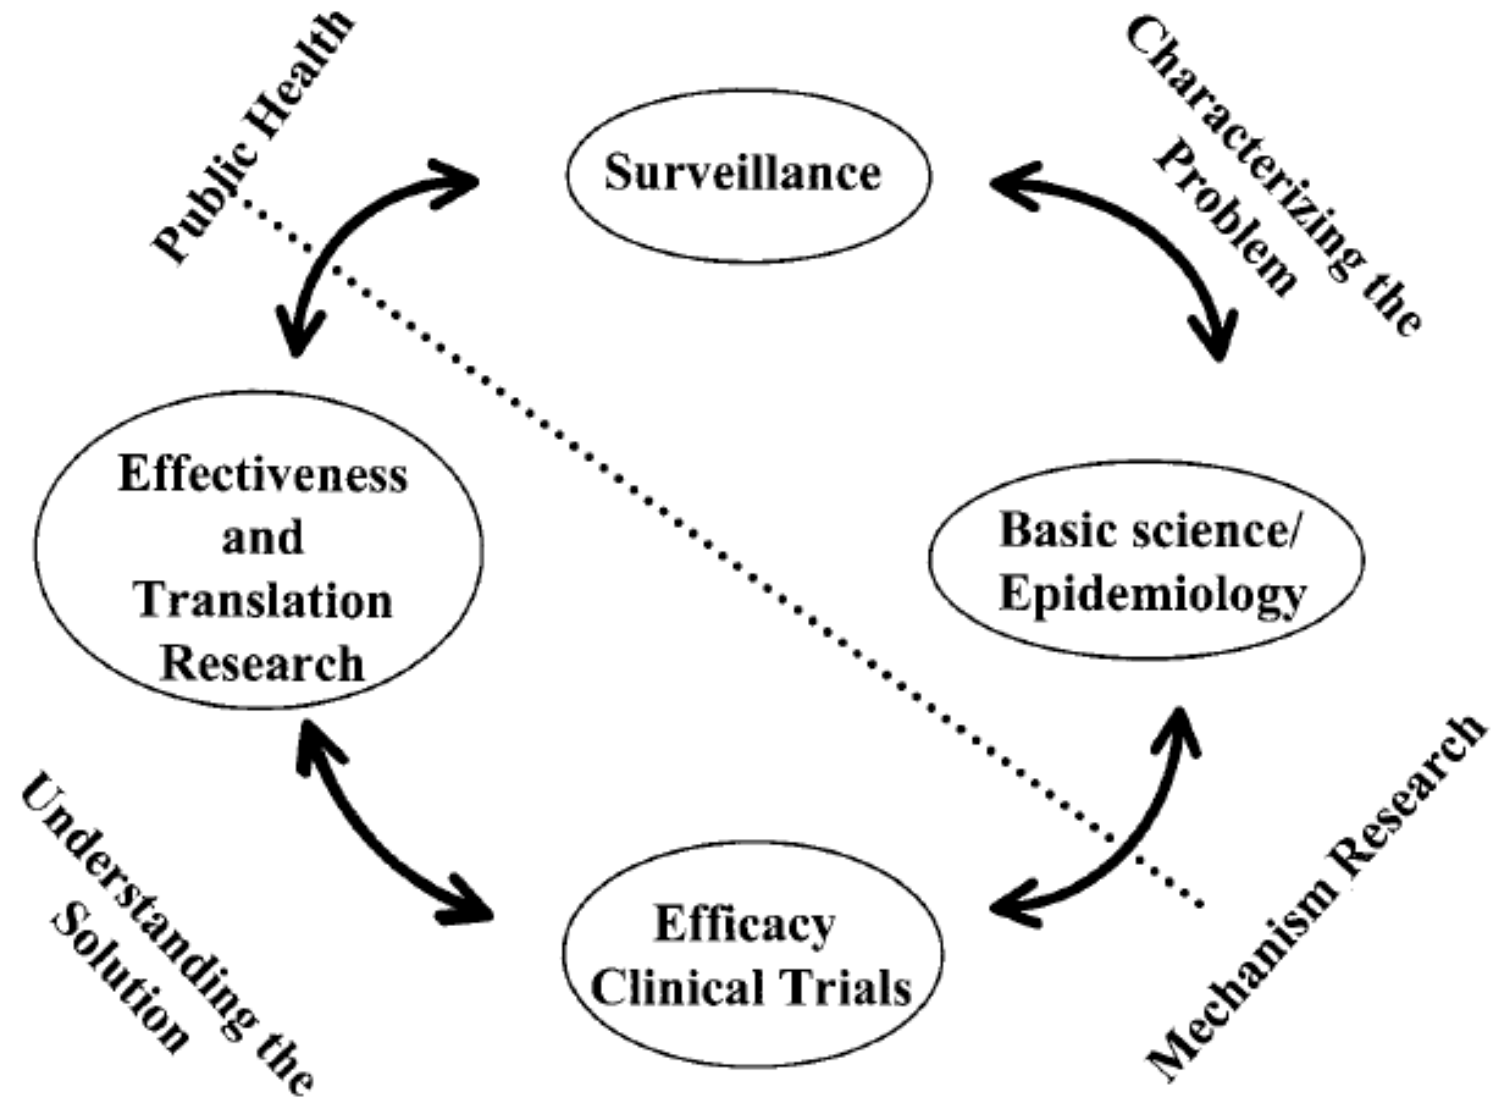 Public Health
Characterizing the
Problem
Surveillance
Effectiveness
and
Translation
Research
Basic science/
Epidemiology
Understanding the
Solution
Efficacy
Clinical Trials
Mechanism Research